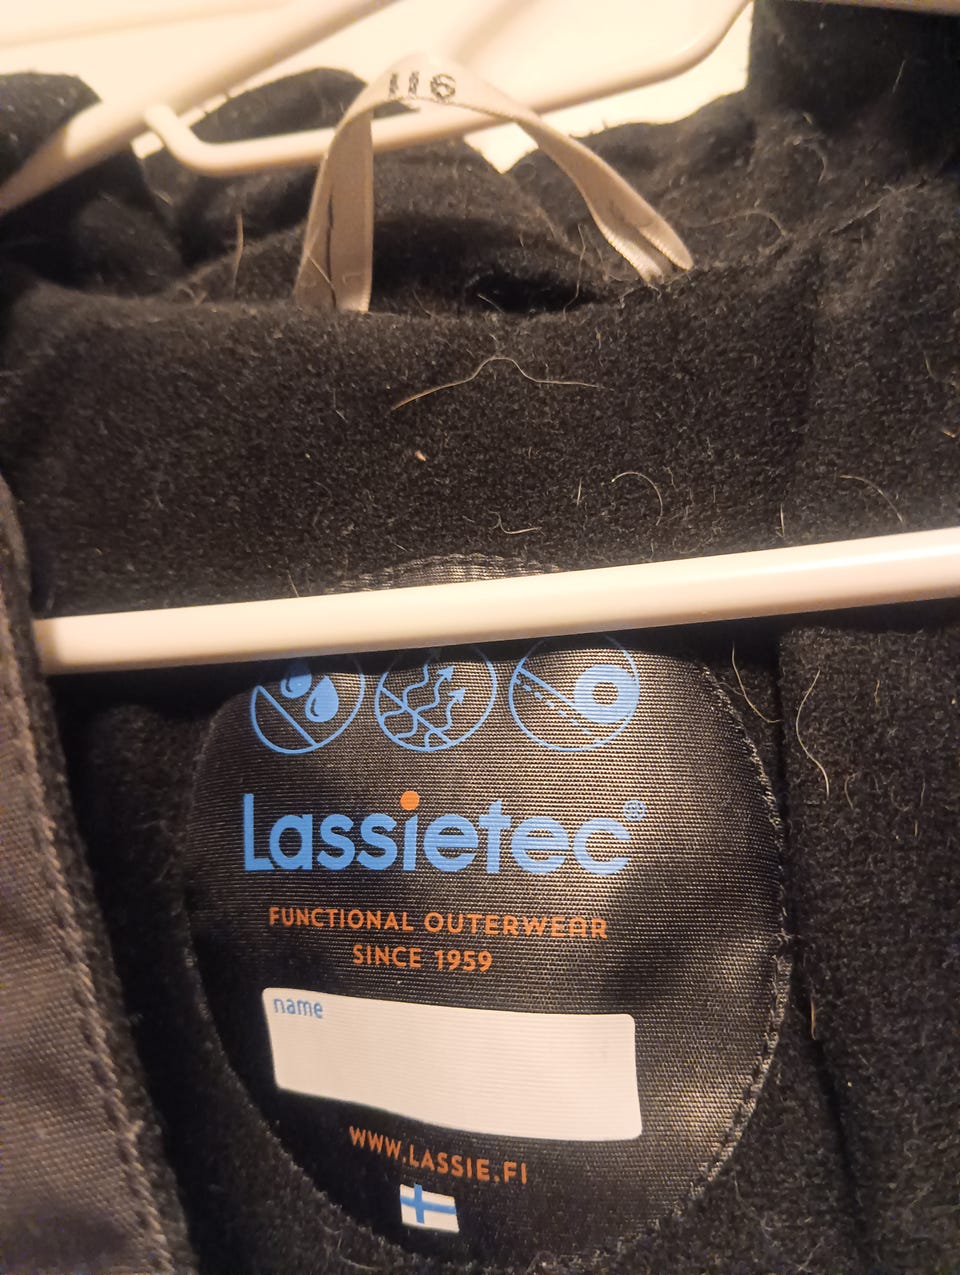 116
Lassietec®
FUNCTIONAL OUTERWEAR
SINCE 1959
name
WWW.LASSIE.FI